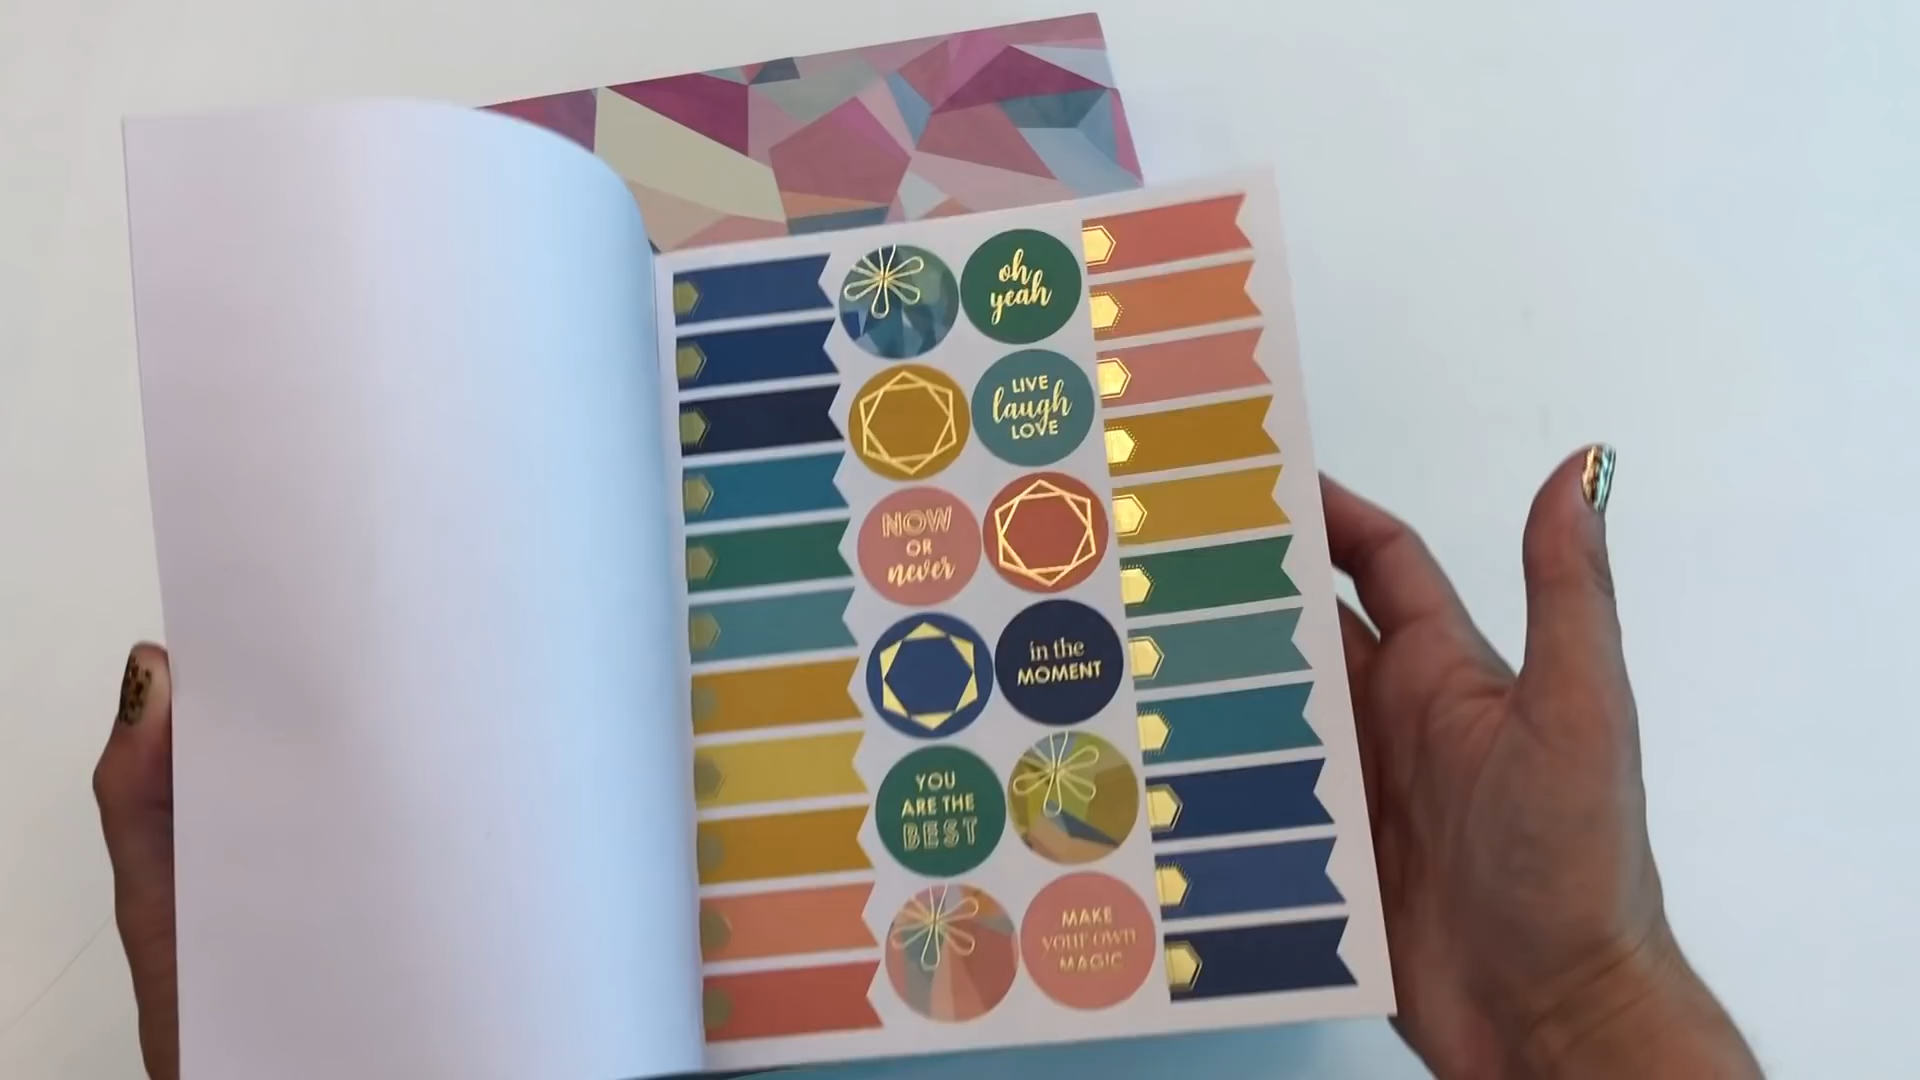 oh
yeah
LIVE
laugh
LOVE
NOW
OR
never
in the
MOMENT
YOU
ARE THE
BEST
MAKE
your own
MAGIC